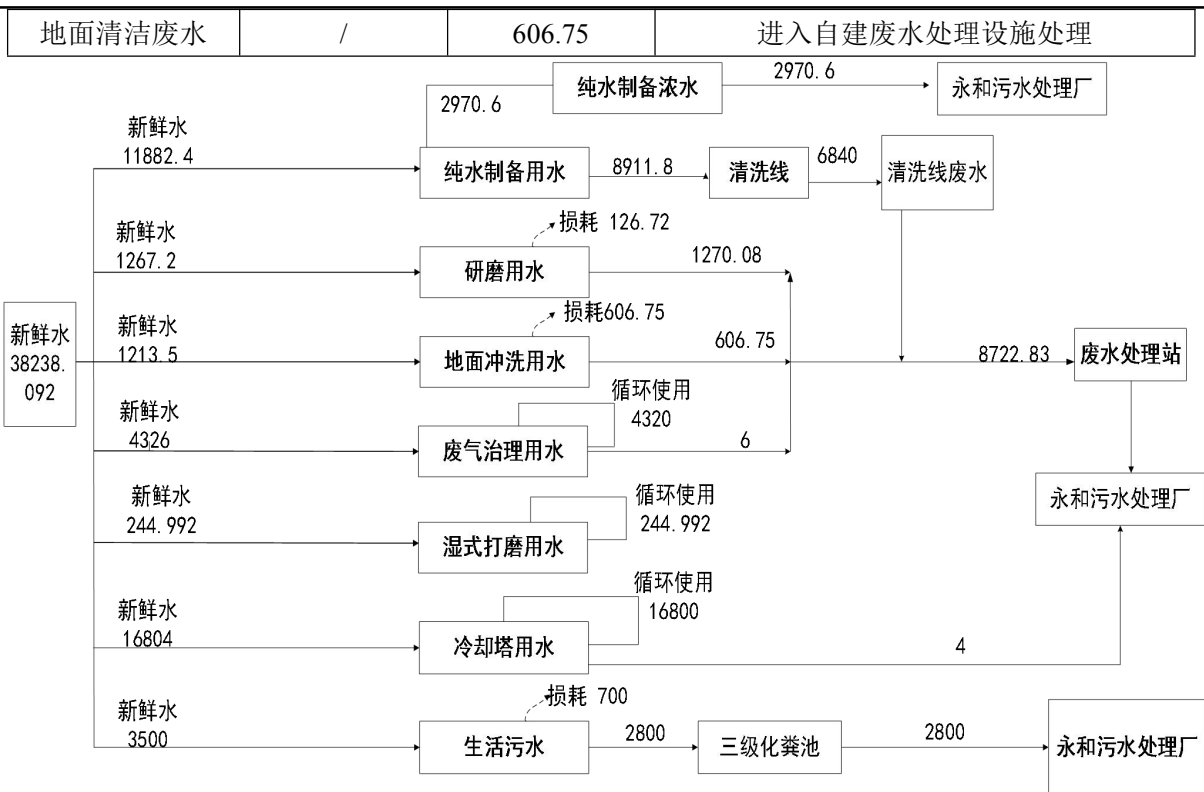 地面清洁废水 / 606.75 进入自建废水处理设施处理
纯水制备浓水
2970.6
永和污水处理厂
2970.6
新鲜水
11882.4
纯水制备用水
8911.8
清洗线
6840
清洗线废水
新鲜水
1267.2
损耗 126.72
研磨用水
1270.08
新鲜水
38238.
092
新鲜水
1213.5
损耗606.75
地面冲洗用水
606.75
8722.83
废水处理站
新鲜水
4326
循环使用
4320
废气治理用水
6
新鲜水
244.992
循环使用
244.992
湿式打磨用水
永和污水处理厂
新鲜水
16804
循环使用
16800
冷却塔用水
4
新鲜水
3500
损耗 700
生活污水
2800
三级化粪池
2800
永和污水处理厂